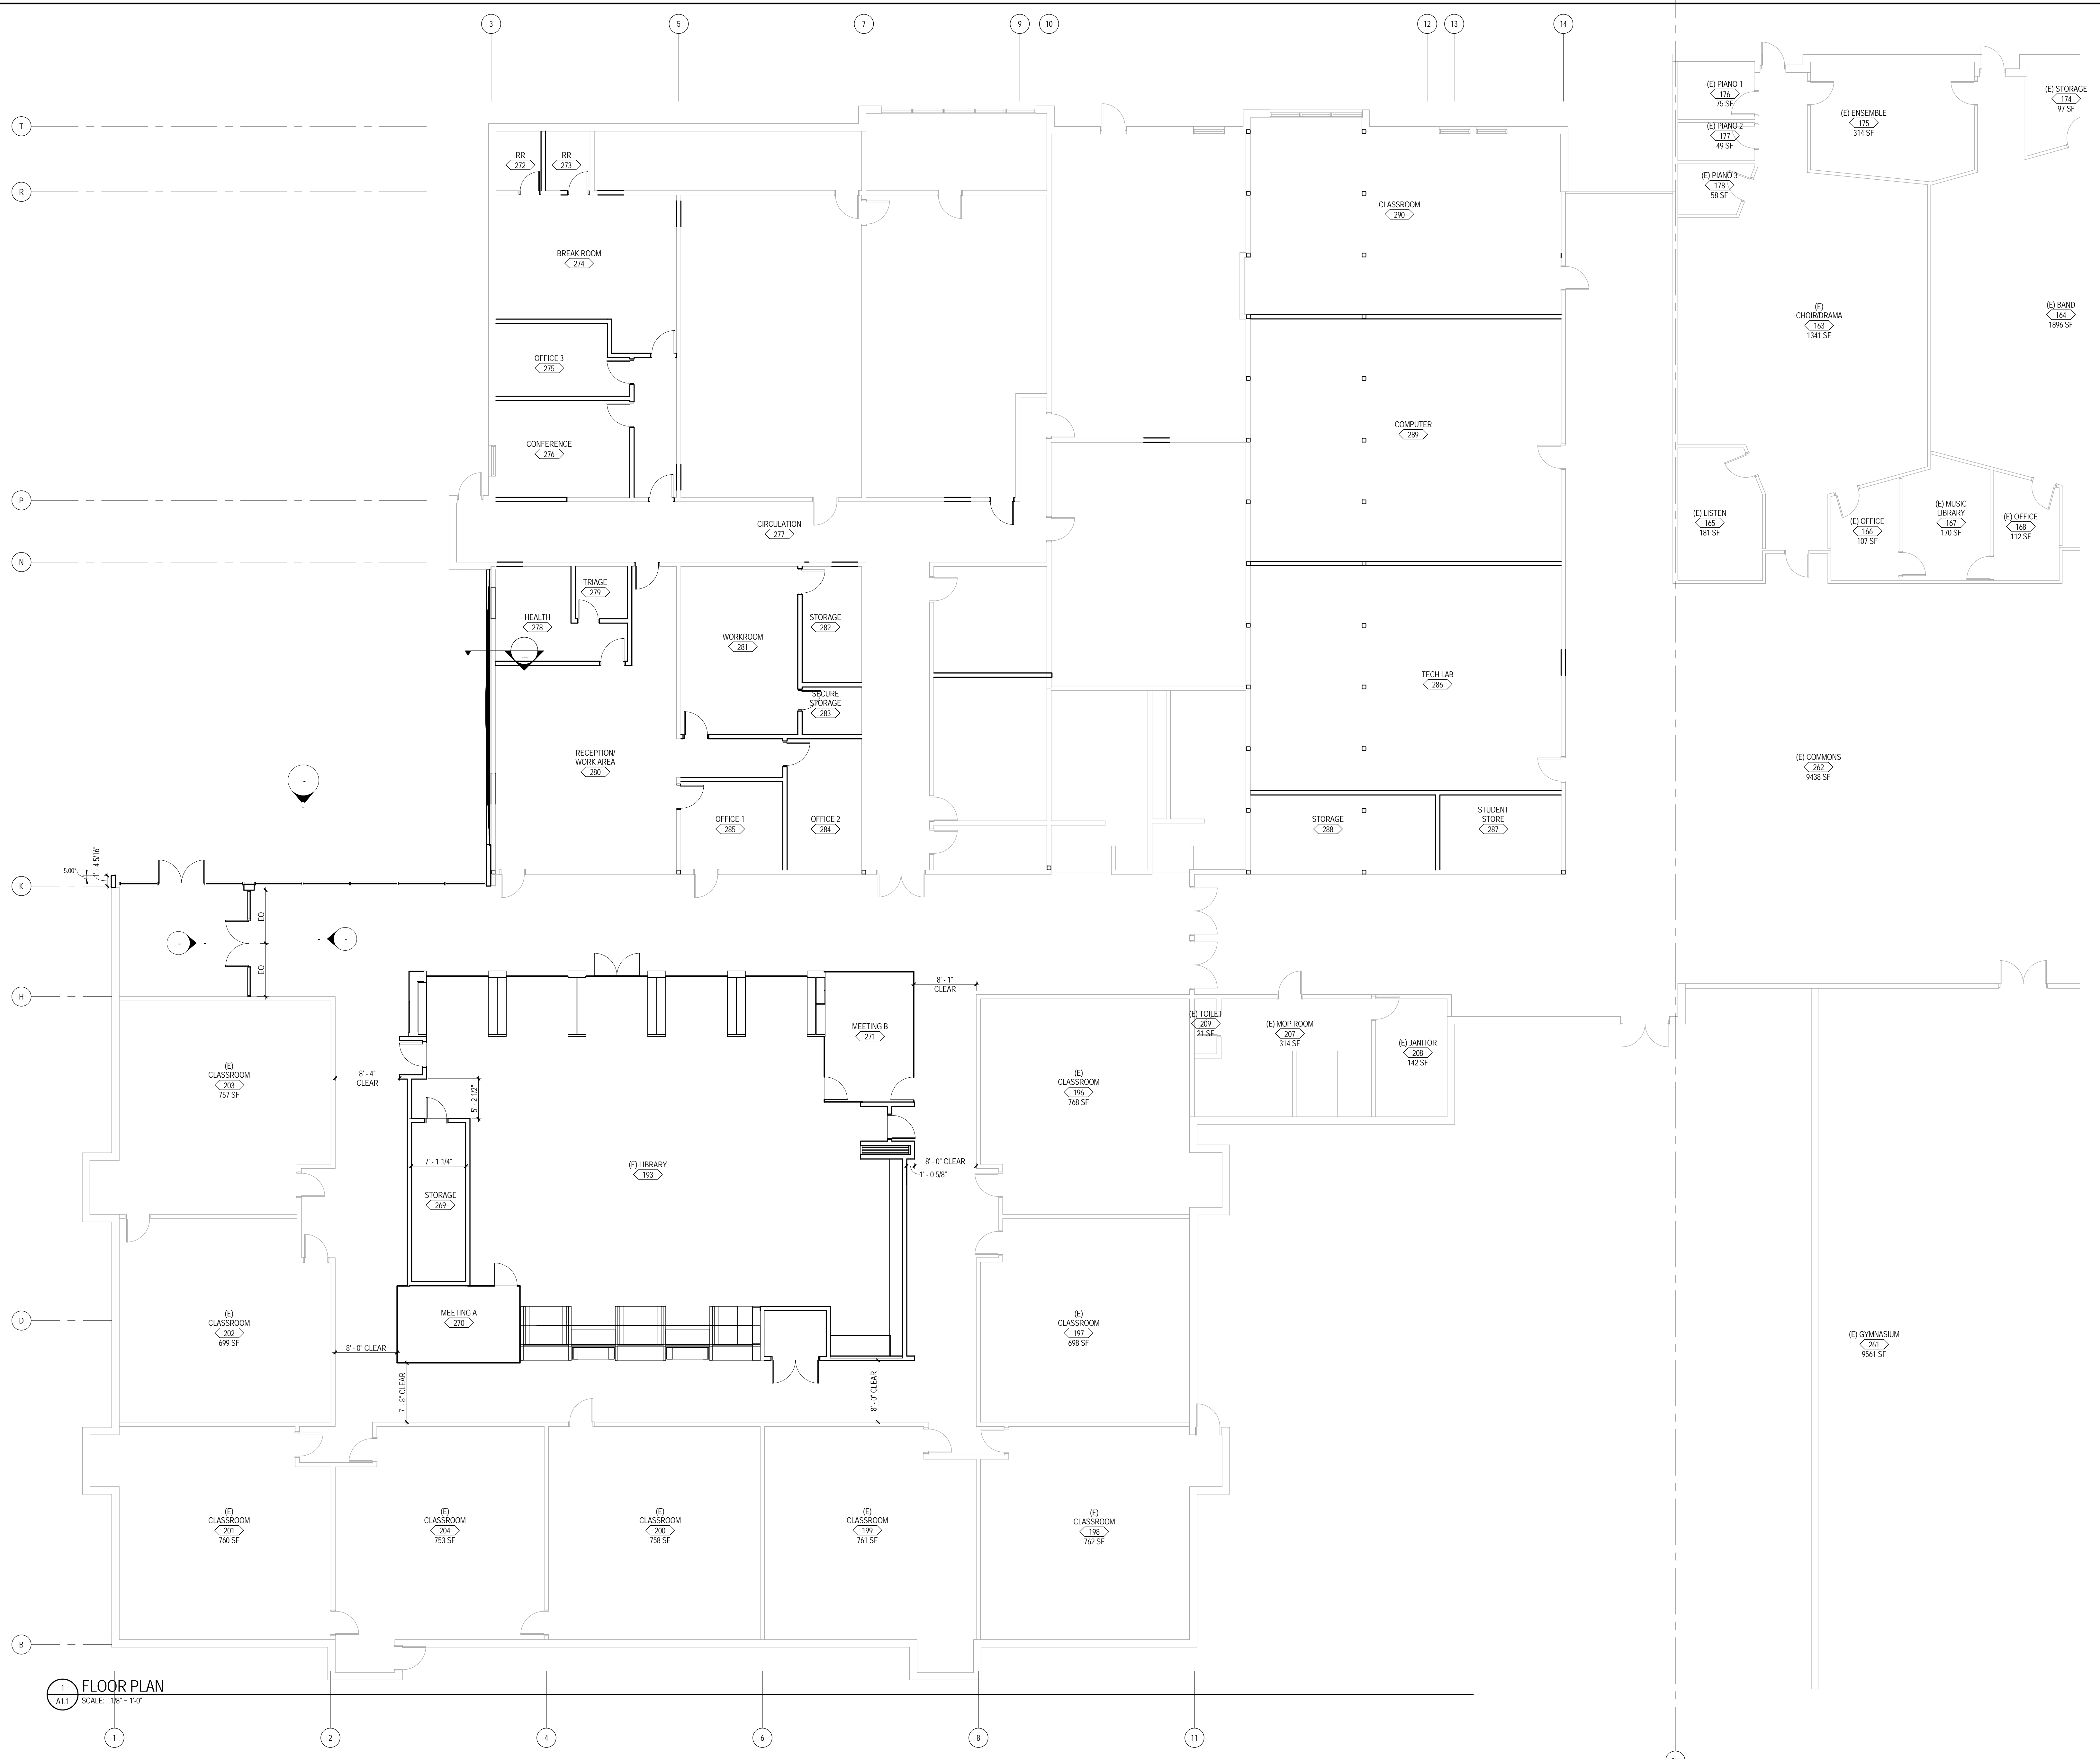 3
5
7
9
10
12
13
14
T
R
P
N
K
H
D
B
(E) PIANO 1
176
75 SF
(E) PIANO 2
177
49 SF
(E) PIANO 3
178
58 SF
(E) ENSEMBLE
175
314 SF
(E) STORAGE
174
97 SF
RR
272
RR
273
BREAK ROOM
274
CLASSROOM
290
(E)
CHOIR/DRAMA
163
1341 SF
(E) BAND
164
1896 SF
OFFICE 3
275
CONFERENCE
276
COMPUTER
289
CIRCULATION
277
(E) LISTEN
165
181 SF
(E) OFFICE
166
107 SF
(E) MUSIC
LIBRARY
167
170 SF
(E) OFFICE
168
112 SF
TRIAGE
279
HEALTH
278
WORKROOM
281
STORAGE
282
SECURE
STORAGE
283
TECH LAB
286
RECEPTION/
WORK AREA
280
(E) COMMONS
262
9438 SF
OFFICE 1
285
OFFICE 2
284
STORAGE
288
STUDENT
STORE
287
5.00"
1' - 4 5/16"
EQ
EQ
8' - 1"
CLEAR
MEETING B
271
(E) TOILET
209
21 SF
(E) MOP ROOM
207
314 SF
(E) JANITOR
208
142 SF
(E)
CLASSROOM
203
757 SF
8' - 4"
CLEAR
5' - 2 1/2"
(E)
CLASSROOM
196
768 SF
7' - 1 1/4"
(E) LIBRARY
193
8' - 0" CLEAR
1' - 0 5/8"
STORAGE
269
MEETING A
270
(E)
CLASSROOM
202
699 SF
8' - 0" CLEAR
7' - 8" CLEAR
8' - 0" CLEAR
(E)
CLASSROOM
197
698 SF
(E) GYMNASIUM
261
9561 SF
(E)
CLASSROOM
201
760 SF
(E)
CLASSROOM
204
753 SF
(E)
CLASSROOM
200
758 SF
(E)
CLASSROOM
199
761 SF
(E)
CLASSROOM
198
762 SF
1
A1.1
FLOOR PLAN
SCALE: 1/8" = 1'-0"
1
2
4
6
8
11